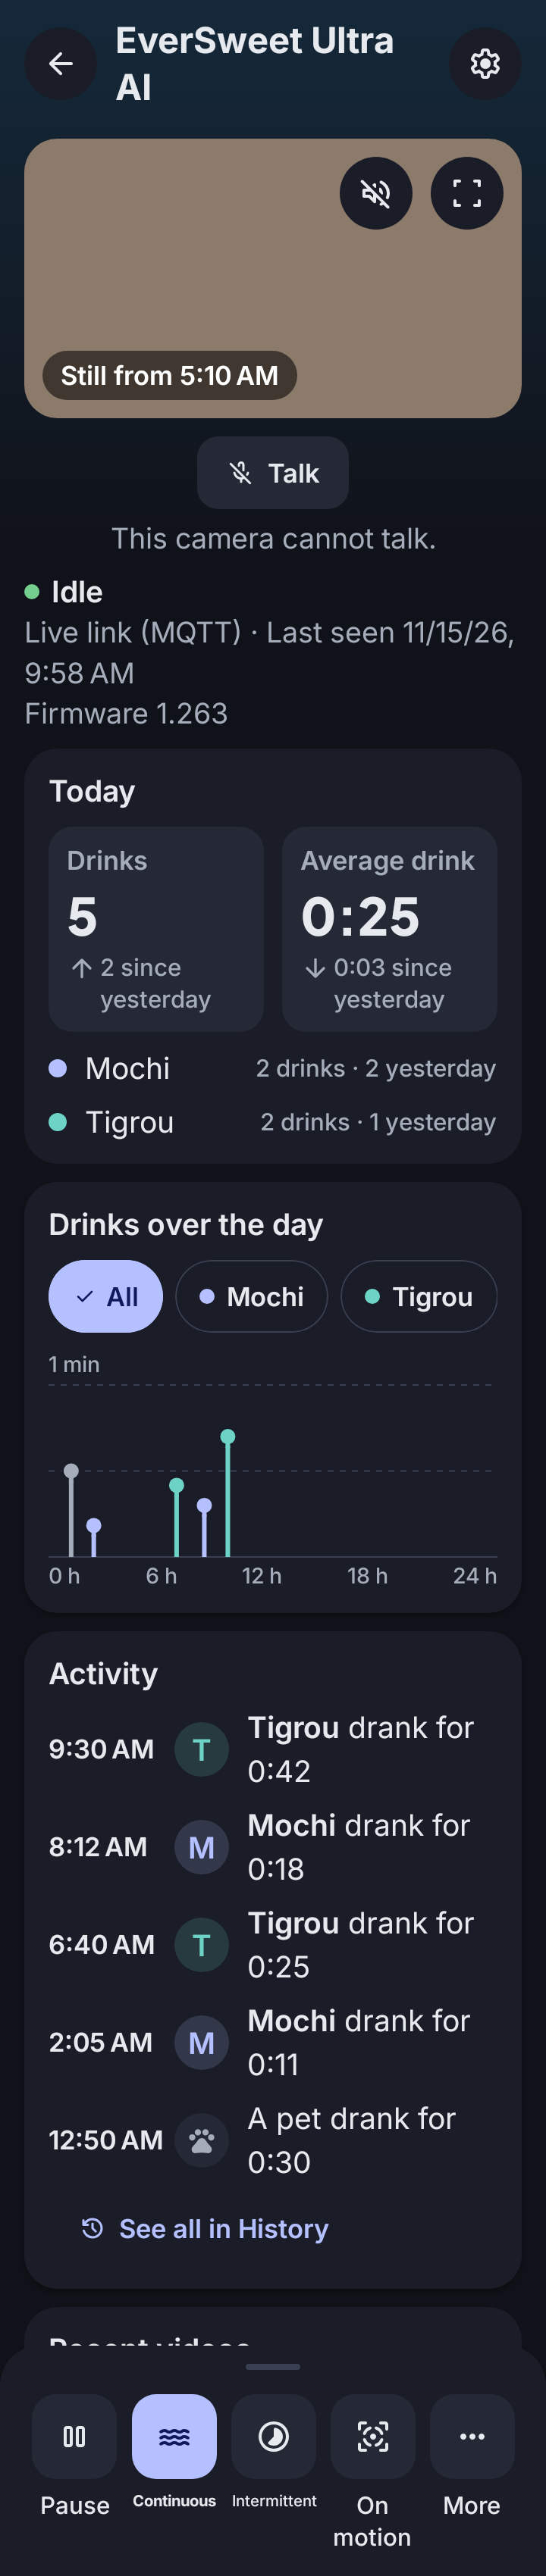 EverSweet Ultra
AI
Still from 5:10 AM
Talk
This camera cannot talk.
Idle
Live link (MQTT) · Last seen 11/15/26,
9:58 AM
Firmware 1.263
Today
Drinks
5
↑ 2 since
yesterday
Average drink
0:25
↓ 0:03 since
yesterday
Mochi 2 drinks · 2 yesterday
Tigrou 2 drinks · 1 yesterday
Drinks over the day
All Mochi Tigrou
1 min
0 h 6 h 12 h 18 h 24 h
Activity
9:30 AM T Tigrou drank for
0:42
8:12 AM M Mochi drank for
0:18
6:40 AM T Tigrou drank for
0:25
2:05 AM M Mochi drank for
0:11
12:50 AM A pet drank for
0:30
See all in History
Recent videos
Pause Continuous Intermittent On
motion More